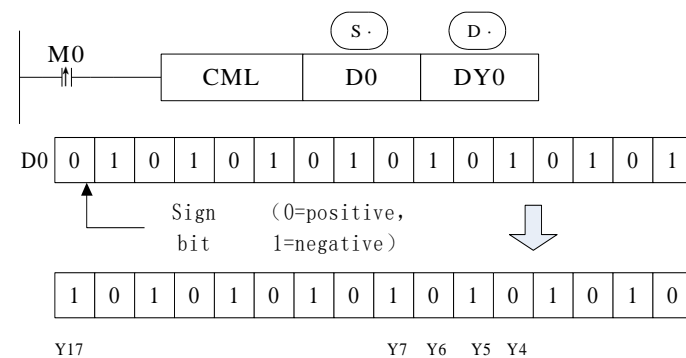 S · D ·
M0
CML D0 DY0
D0 0 1 0 1 0 1 0 1 0 1 0 1 0 1 0 1
Sign (0=positive,
bit 1=negative)
1 0 1 0 1 0 1 0 1 0 1 0 1 0 1 0
Y17 Y7 Y6 Y5 Y4